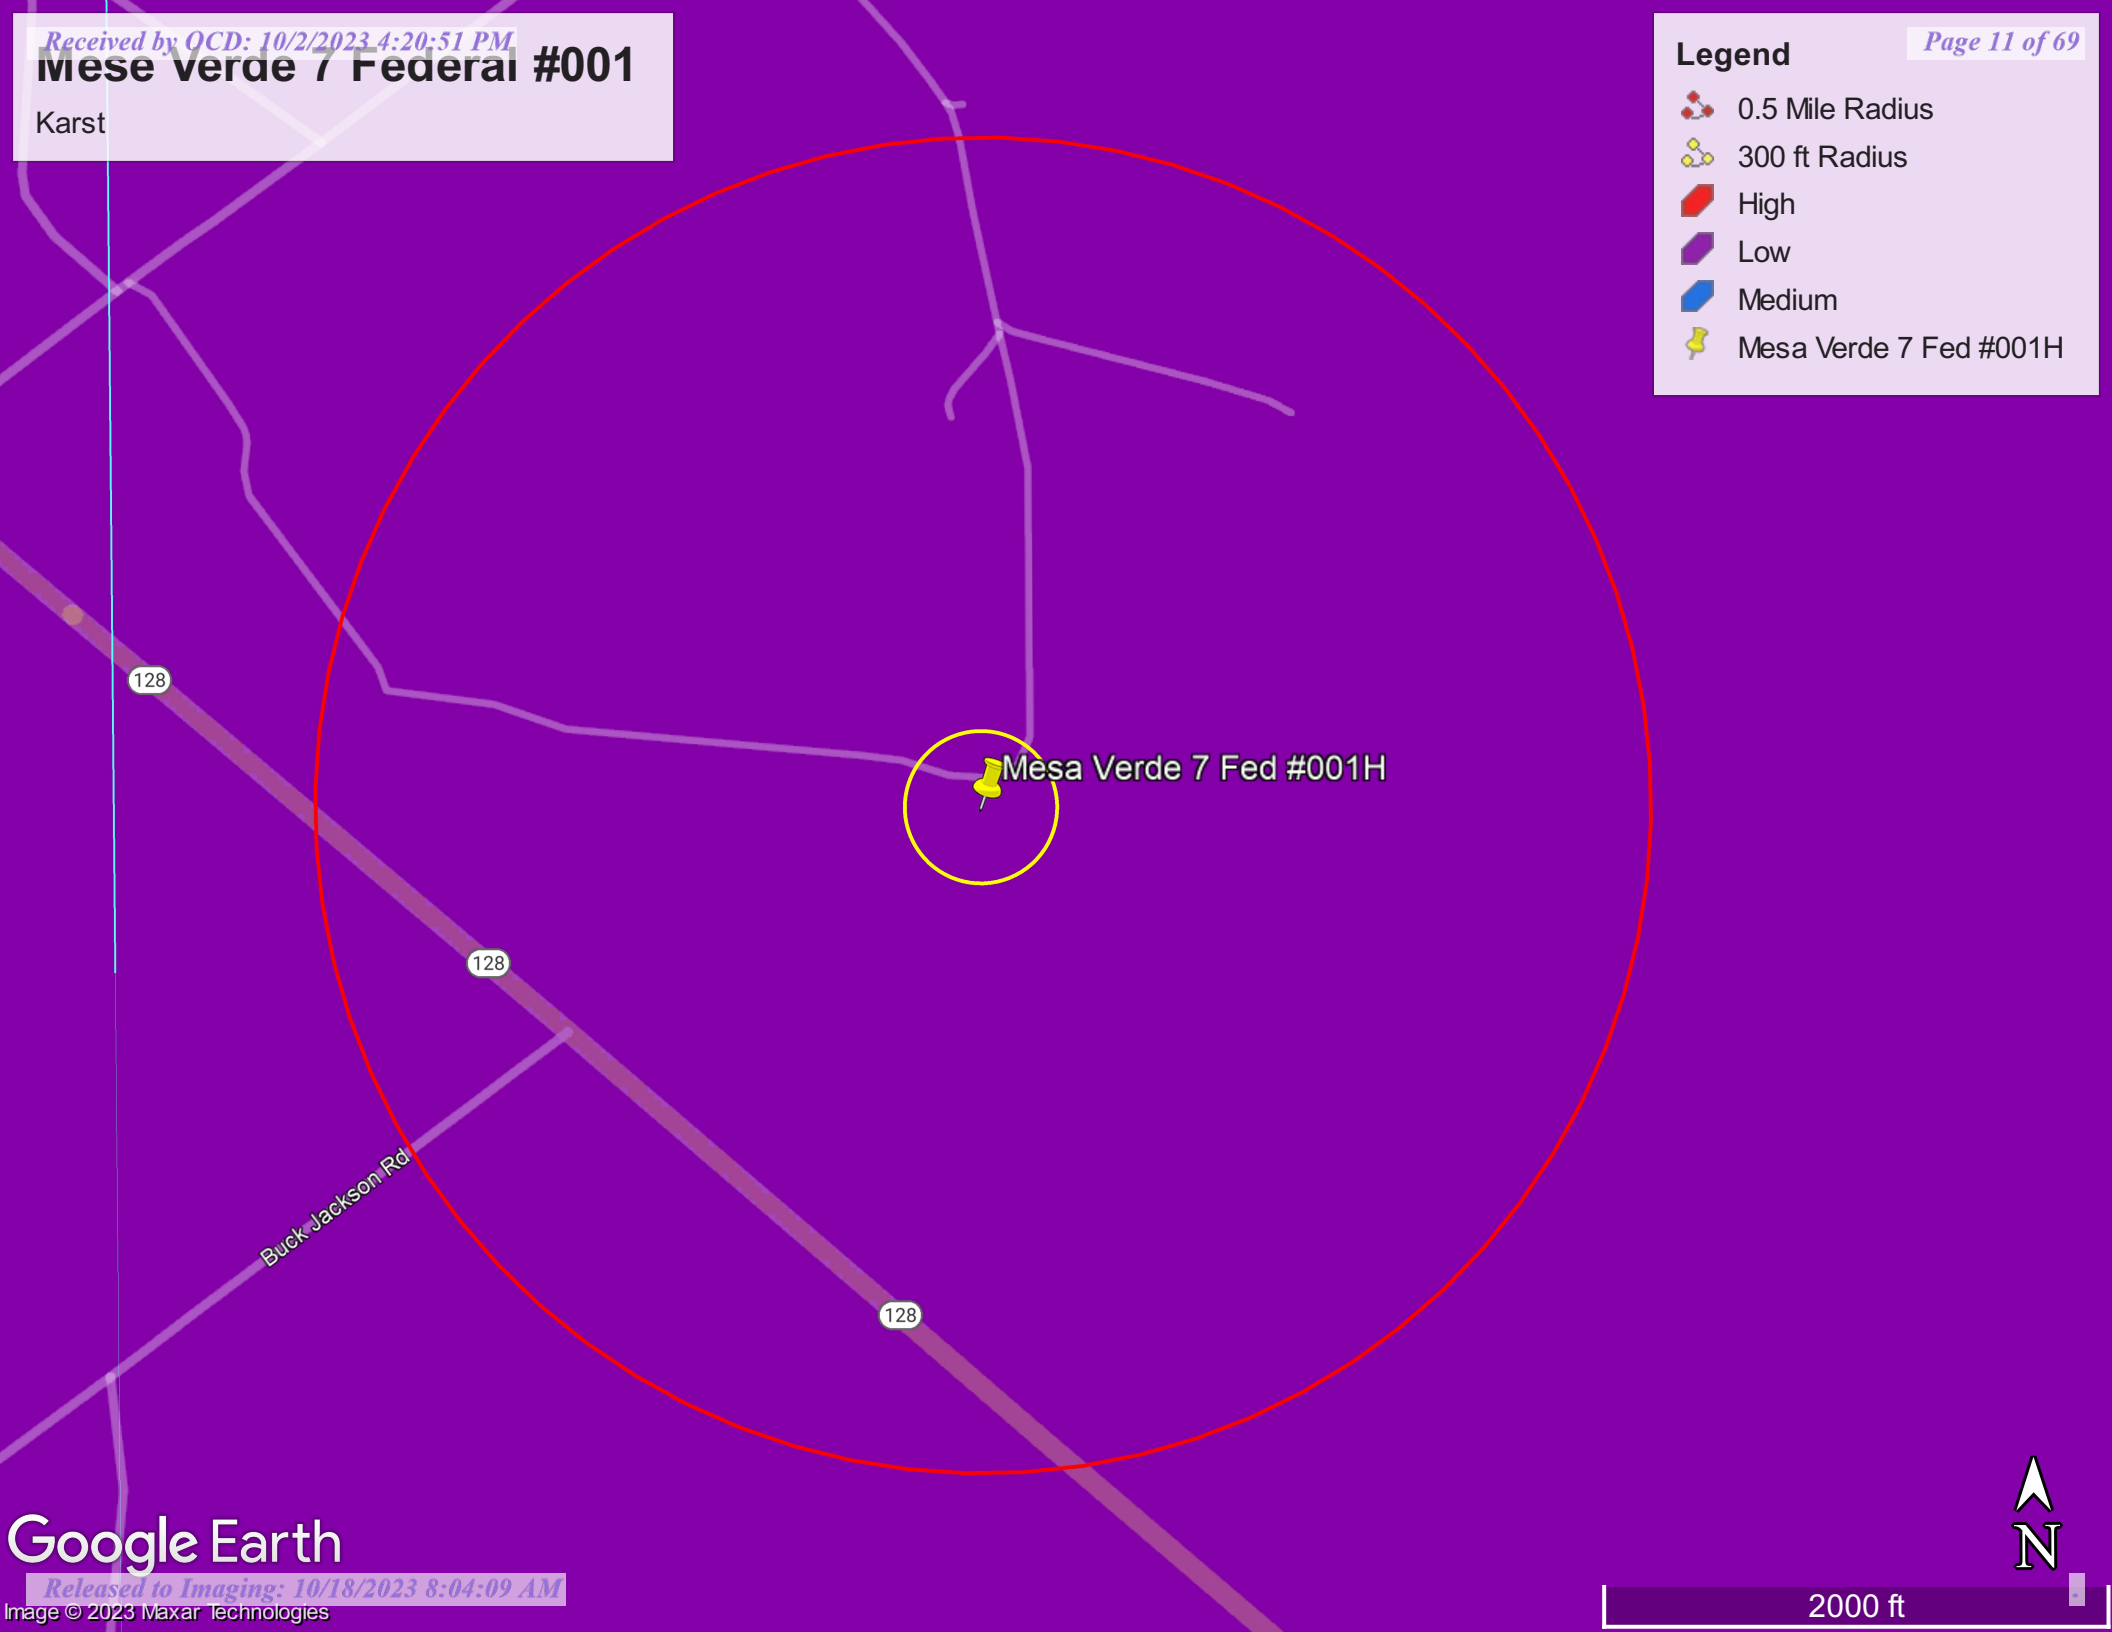 Received by OCD: 10/2/2023 4:20:51 PM
Mese Verde 7 Federal #001
Karst
Page 11 of 69
Legend
0.5 Mile Radius
300 ft Radius
High
Low
Medium
Mesa Verde 7 Fed #001H
128
Mesa Verde 7 Fed #001H
128
Buck Jackson Rd
128
N
Google Earth
Released to Imaging: 10/18/2023 8:04:09 AM
Image © 2023 Maxar Technologies
2000 ft